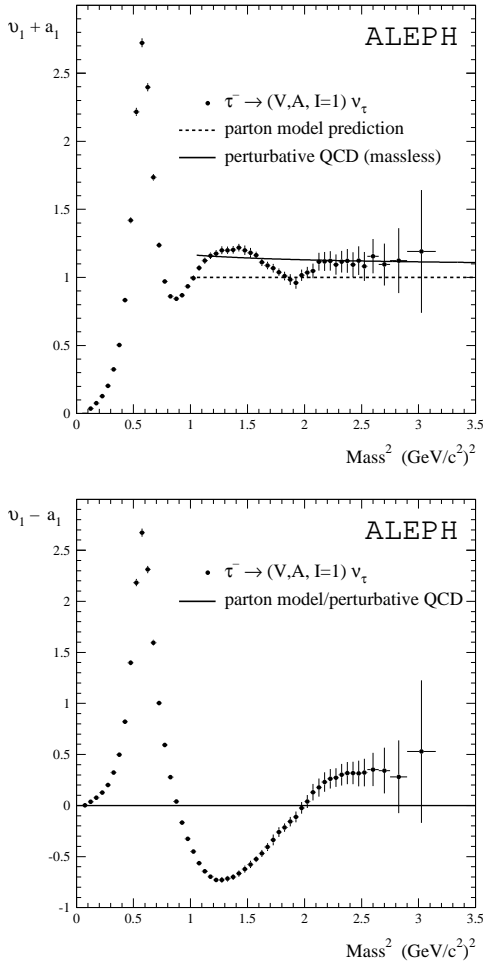 υ₁ + a₁
ALEPH
2.5
τ⁻ → (V,A, I=1) ν_τ
2
parton model prediction
perturbative QCD (massless)
1.5
1
0.5
0
0 0.5 1 1.5 2 2.5 3 3.5
Mass² (GeV/c²)²
υ₁ − a₁
ALEPH
2.5
τ⁻ → (V,A, I=1) ν_τ
2
parton model/perturbative QCD
1.5
1
0.5
0
-0.5
-1
0 0.5 1 1.5 2 2.5 3 3.5
Mass² (GeV/c²)²